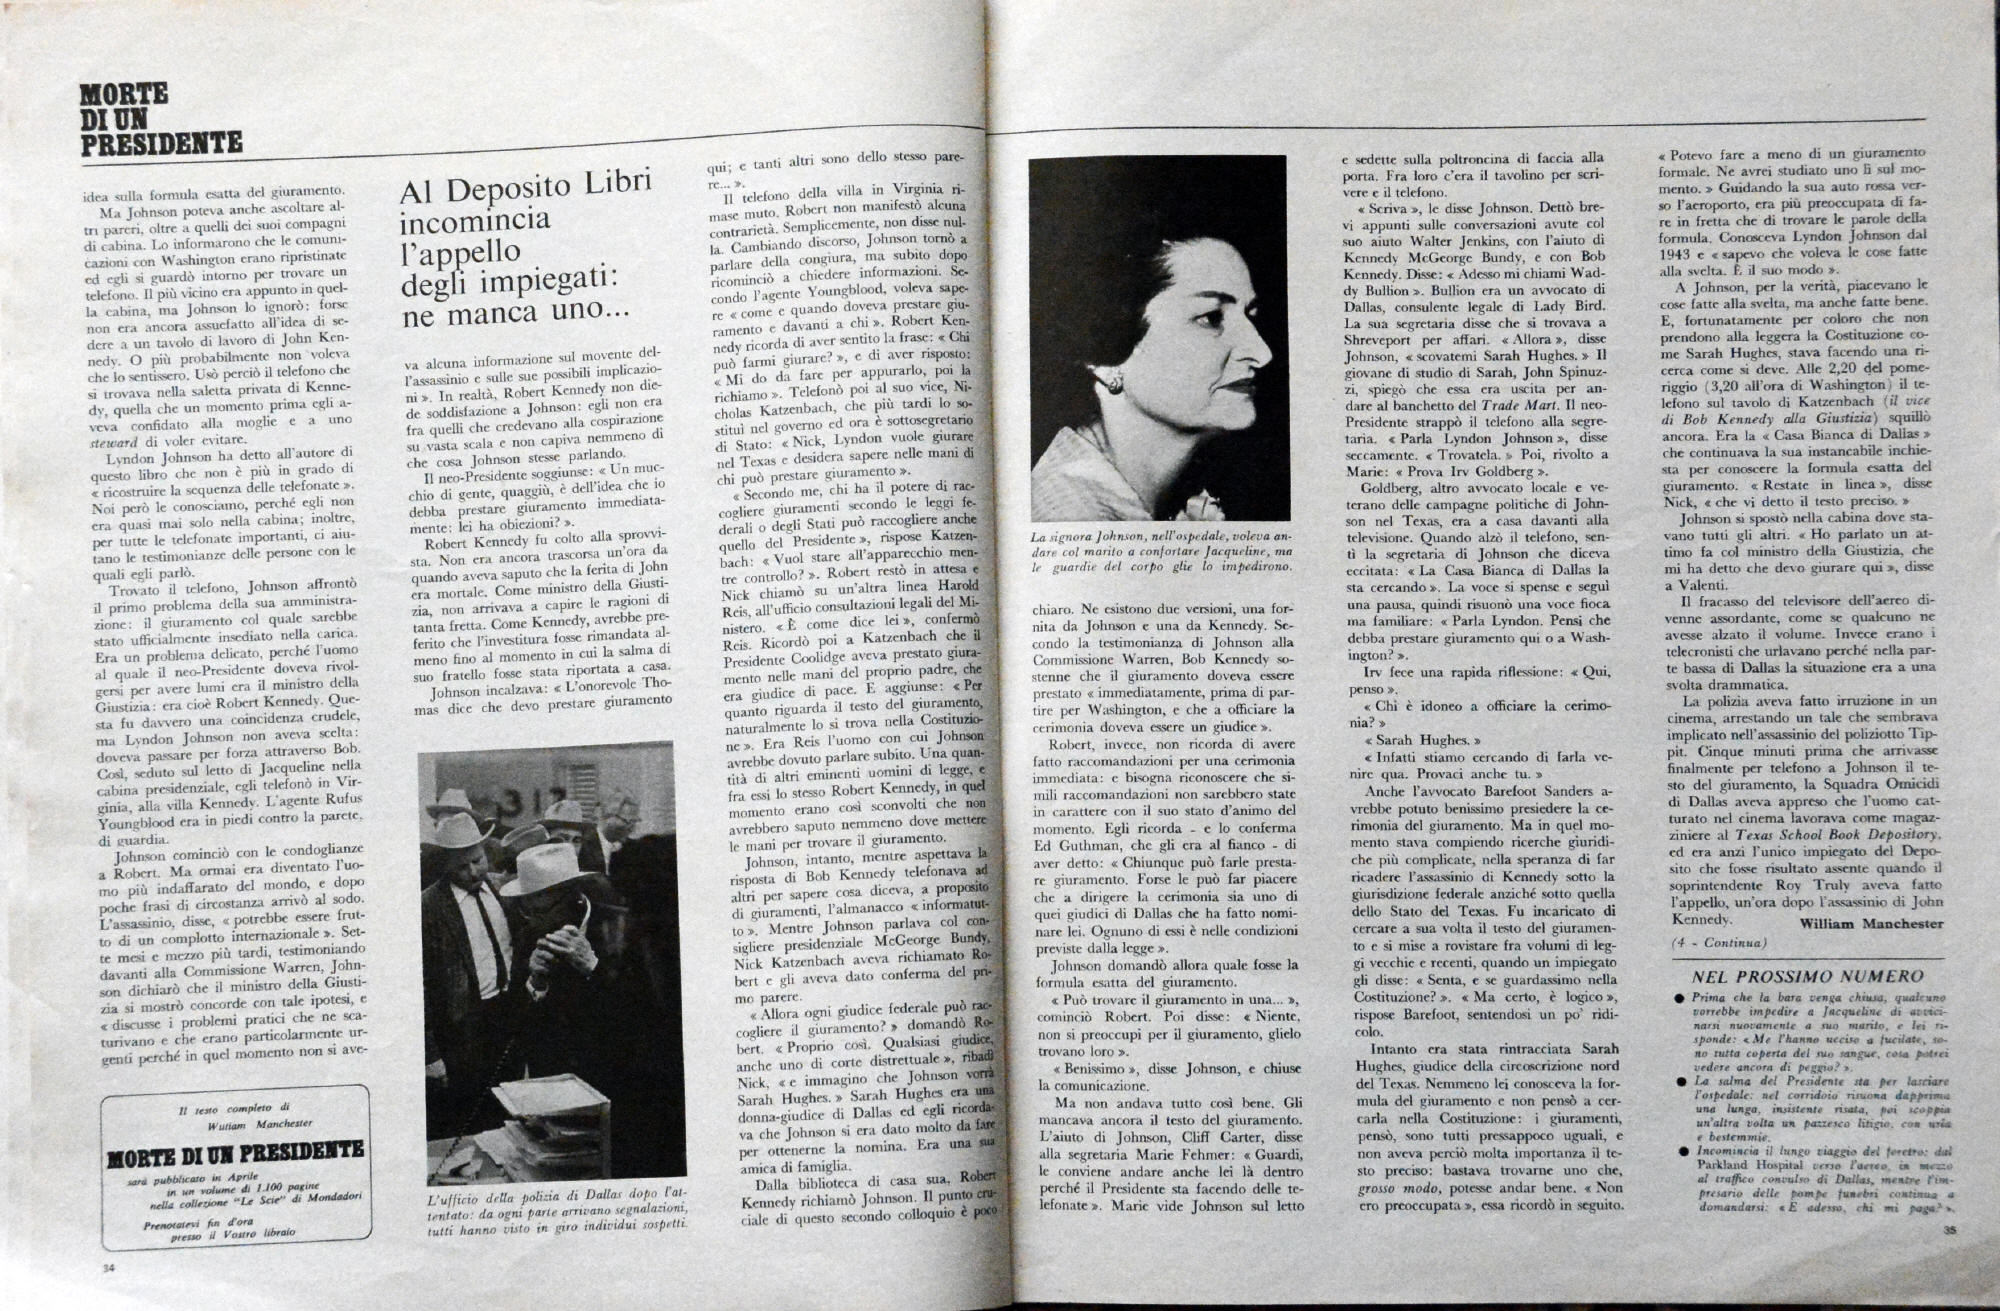 MORTE
DI UN
PRESIDENTE
idea sulla formula esatta del giuramento.
Ma Johnson poteva anche ascoltare al-
tri pareri, oltre a quelli dei suoi compagni
di cabina. Lo informarono che le comuni-
cazioni con Washington erano ripristinate
ed egli si guardò intorno per trovare un
telefono. Il più vicino era appunto in quel-
la cabina, ma Johnson lo ignorò: forse
non era ancora assuefatto all'idea di se-
dere a un tavolo di lavoro di John Ken-
nedy. O più probabilmente non voleva
che lo sentissero. Usò perciò il telefono che
si trovava nella saletta privata di Kenne-
dy, quella che un momento prima egli a-
veva confidato alla moglie e a uno
steward di voler evitare.
Lyndon Johnson ha detto all'autore di
questo libro che non è più in grado di
« ricostruire la sequenza delle telefonate ».
Noi però le conosciamo, perché egli non
era quasi mai solo nella cabina; inoltre,
per tutte le telefonate importanti, ci aiu-
tano le testimonianze delle persone con le
quali egli parlò.
Trovato il telefono, Johnson affrontò
il primo problema della sua amministra-
zione: il giuramento col quale sarebbe
stato ufficialmente insediato nella carica.
Era un problema delicato, perché l'uomo
al quale il neo-Presidente doveva rivol-
gersi per avere lumi era il ministro della
Giustizia: era cioè Robert Kennedy. Que-
sta fu davvero una coincidenza crudele,
ma Lyndon Johnson non aveva scelta:
doveva passare per forza attraverso Bob.
Così, seduto sul letto di Jacqueline nella
cabina presidenziale, egli telefonò in Vir-
ginia, alla villa Kennedy. L'agente Rufus
Youngblood era in piedi contro la parete,
di guardia.
Johnson cominciò con le condoglianze
a Robert. Ma ormai era diventato l'uo-
mo più indaffarato del mondo, e dopo
poche frasi di circostanza arrivò al sodo.
L'assassinio, disse, « potrebbe essere frut-
to di un complotto internazionale ». Set-
te mesi e mezzo più tardi, testimoniando
davanti alla Commissione Warren, John-
son dichiarò che il ministro della Giusti-
zia si mostrò concorde con tale ipotesi, e
« discusse i problemi pratici che ne sca-
turivano e che erano particolarmente ur-
genti perché in quel momento non si ave-
Il testo completo di
William Manchester
MORTE DI UN PRESIDENTE
sarà pubblicato in Aprile
in un volume di 1.100 pagine
nella collezione "Le Scie" di Mondadori
Prenotatevi fin d'ora
presso il Vostro libraio
34
Al Deposito Libri
incomincia
l'appello
degli impiegati:
ne manca uno...
va alcuna informazione sul movente del-
l'assassinio e sulle sue possibili implicazio-
ni ». In realtà, Robert Kennedy non die-
de soddisfazione a Johnson: egli non era
fra quelli che credevano alla cospirazione
su vasta scala e non capiva nemmeno di
che cosa Johnson stesse parlando.
Il neo-Presidente soggiunse: « Un muc-
chio di gente, quaggiù, è dell'idea che io
debba prestare giuramento immediata-
mente: lei ha obiezioni? ».
Robert Kennedy fu colto alla sprovvi-
sta. Non era ancora trascorsa un'ora da
quando aveva saputo che la ferita di John
era mortale. Come ministro della Giusti-
zia, non arrivava a capire le ragioni di
tanta fretta. Come Kennedy, avrebbe pre-
ferito che l'investitura fosse rimandata al-
meno fino al momento in cui la salma di
suo fratello fosse stata riportata a casa.
Johnson incalzava: « L'onorevole Tho-
mas dice che devo prestare giuramento
L'ufficio della polizia di Dallas dopo l'at-
tentato: da ogni parte arrivano segnalazioni,
tutti hanno visto in giro individui sospetti.
qui; e tanti altri sono dello stesso pare-
re... ».
Il telefono della villa in Virginia ri-
mase muto. Robert non manifestò alcuna
contrarietà. Semplicemente, non disse nul-
la. Cambiando discorso, Johnson tornò a
parlare della congiura, ma subito dopo
ricominciò a chiedere informazioni. Se-
condo l'agente Youngblood, voleva sape-
re « come e quando doveva prestare giu-
ramento e davanti a chi ». Robert Ken-
nedy ricorda di aver sentito la frase: « Chi
può farmi giurare? », e di aver risposto:
« Mi do da fare per appurarlo, poi la
richiamo ». Telefonò poi al suo vice, Ni-
cholas Katzenbach, che più tardi lo so-
stituì nel governo ed ora è sottosegretario
di Stato: « Nick, Lyndon vuole giurare
nel Texas e desidera sapere nelle mani di
chi può prestare giuramento ».
« Secondo me, chi ha il potere di rac-
cogliere giuramenti secondo le leggi fe-
derali o degli Stati può raccogliere anche
quello del Presidente », rispose Katzen-
bach: « Vuol stare all'apparecchio men-
tre controllo? ». Robert restò in attesa e
Nick chiamò su un'altra linea Harold
Reis, all'ufficio consultazioni legali del Mi-
nistero. « È come dice lei », confermò
Reis. Ricordò poi a Katzenbach che il
Presidente Coolidge aveva prestato giura-
mento nelle mani del proprio padre, che
era giudice di pace. E aggiunse: « Per
quanto riguarda il testo del giuramento,
naturalmente lo si trova nella Costituzio-
ne ». Era Reis l'uomo con cui Johnson
avrebbe dovuto parlare subito. Una quan-
tità di altri eminenti uomini di legge, e
fra essi lo stesso Robert Kennedy, in quel
momento erano così sconvolti che non
avrebbero saputo nemmeno dove mettere
le mani per trovare il giuramento.
Johnson, intanto, mentre aspettava la
risposta di Bob Kennedy telefonava ad
altri per sapere cosa diceva, a proposito
di giuramenti, l'almanacco « informatut-
to ». Mentre Johnson parlava col con-
sigliere presidenziale McGeorge Bundy,
Nick Katzenbach aveva richiamato Ro-
bert e gli aveva dato conferma del pri-
mo parere.
« Allora ogni giudice federale può rac-
cogliere il giuramento? » domandò Ro-
bert. « Proprio così. Qualsiasi giudice,
anche uno di corte distrettuale », ribadì
Nick, « e immagino che Johnson vorrà
Sarah Hughes. » Sarah Hughes era una
donna-giudice di Dallas ed egli ricorda-
va che Johnson si era dato molto da fare
per ottenerne la nomina. Era una sua
amica di famiglia.
Dalla biblioteca di casa sua, Robert
Kennedy richiamò Johnson. Il punto cru-
ciale di questo secondo colloquio è poco
La signora Johnson, nell'ospedale, voleva an-
dare col marito a confortare Jacqueline, ma
le guardie del corpo glie lo impedirono.
chiaro. Ne esistono due versioni, una for-
nita da Johnson e una da Kennedy. Se-
condo la testimonianza di Johnson alla
Commissione Warren, Bob Kennedy so-
stenne che il giuramento doveva essere
prestato « immediatamente, prima di par-
tire per Washington, e che a officiare la
cerimonia doveva essere un giudice ».
Robert, invece, non ricorda di avere
fatto raccomandazioni per una cerimonia
immediata: e bisogna riconoscere che si-
mili raccomandazioni non sarebbero state
in carattere con il suo stato d'animo del
momento. Egli ricorda - e lo conferma
Ed Guthman, che gli era al fianco - di
aver detto: « Chiunque può farle presta-
re giuramento. Forse le può far piacere
che a dirigere la cerimonia sia uno di
quei giudici di Dallas che ha fatto nomi-
nare lei. Ognuno di essi è nelle condizioni
previste dalla legge ».
Johnson domandò allora quale fosse la
formula esatta del giuramento.
« Può trovare il giuramento in una... »,
cominciò Robert. Poi disse: « Niente,
non si preoccupi per il giuramento, glielo
trovano loro ».
« Benissimo », disse Johnson, e chiuse
la comunicazione.
Ma non andava tutto così bene. Gli
mancava ancora il testo del giuramento.
L'aiuto di Johnson, Cliff Carter, disse
alla segretaria Marie Fehmer: « Guardi,
le conviene andare anche lei là dentro
perché il Presidente sta facendo delle te-
lefonate ». Marie vide Johnson sul letto
e sedette sulla poltroncina di faccia alla
porta. Fra loro c'era il tavolino per scri-
vere e il telefono.
« Scriva », le disse Johnson. Dettò bre-
vi appunti sulle conversazioni avute col
suo aiuto Walter Jenkins, con l'aiuto di
Kennedy McGeorge Bundy, e con Bob
Kennedy. Disse: « Adesso mi chiami Wad-
dy Bullion ». Bullion era un avvocato di
Dallas, consulente legale di Lady Bird.
La sua segretaria disse che si trovava a
Shreveport per affari. « Allora », disse
Johnson, « scovatemi Sarah Hughes. » Il
giovane di studio di Sarah, John Spinuz-
zi, spiegò che essa era uscita per an-
dare al banchetto del Trade Mart. Il neo-
Presidente strappò il telefono alla segre-
taria. « Parla Lyndon Johnson », disse
seccamente. « Trovatela. » Poi, rivolto a
Marie: « Prova Irv Goldberg ».
Goldberg, altro avvocato locale e ve-
terano delle campagne politiche di John-
son nel Texas, era a casa davanti alla
televisione. Quando alzò il telefono, sen-
tì la segretaria di Johnson che diceva
eccitata: « La Casa Bianca di Dallas la
sta cercando ». La voce si spense e seguì
una pausa, quindi risuonò una voce fioca
ma familiare: « Parla Lyndon. Pensi che
debba prestare giuramento qui o a Wash-
ington? ».
Irv fece una rapida riflessione: « Qui,
penso ».
« Chi è idoneo a officiare la cerimo-
nia? »
« Sarah Hughes. »
« Infatti stiamo cercando di farla ve-
nire qua. Provaci anche tu. »
Anche l'avvocato Barefoot Sanders a-
vrebbe potuto benissimo presiedere la ce-
rimonia del giuramento. Ma in quel mo-
mento stava compiendo ricerche giuridi-
che più complicate, nella speranza di far
ricadere l'assassinio di Kennedy sotto la
giurisdizione federale anziché sotto quella
dello Stato del Texas. Fu incaricato di
cercare a sua volta il testo del giuramen-
to e si mise a rovistare fra volumi di leg-
gi vecchie e recenti, quando un impiegato
gli disse: « Senta, e se guardassimo nella
Costituzione? ». « Ma certo, è logico »,
rispose Barefoot, sentendosi un po' ridi-
colo.
Intanto era stata rintracciata Sarah
Hughes, giudice della circoscrizione nord
del Texas. Nemmeno lei conosceva la for-
mula del giuramento e non pensò a cer-
carla nella Costituzione: i giuramenti,
pensò, sono tutti pressappoco uguali, e
non aveva perciò molta importanza il te-
sto preciso: bastava trovarne uno che,
grosso modo, potesse andar bene. « Non
ero preoccupata », essa ricordò in seguito.
« Potevo fare a meno di un giuramento
formale. Ne avrei studiato uno lì sul mo-
mento. » Guidando la sua auto rossa ver-
so l'aeroporto, era più preoccupata di fa-
re in fretta che di trovare le parole della
formula. Conosceva Lyndon Johnson dal
1943 e « sapevo che voleva le cose fatte
alla svelta. È il suo modo ».
A Johnson, per la verità, piacevano le
cose fatte alla svelta, ma anche fatte bene.
E, fortunatamente per coloro che non
prendono alla leggera la Costituzione co-
me Sarah Hughes, stava facendo una ri-
cerca come si deve. Alle 2,20 del pome-
riggio (3,20 all'ora di Washington) il te-
lefono sul tavolo di Katzenbach (il vice
di Bob Kennedy alla Giustizia) squillò
ancora. Era la « Casa Bianca di Dallas »
che continuava la sua instancabile inchie-
sta per conoscere la formula esatta del
giuramento. « Restate in linea », disse
Nick, « che vi detto il testo preciso. »
Johnson si spostò nella cabina dove sta-
vano tutti gli altri. « Ho parlato un at-
timo fa col ministro della Giustizia, che
mi ha detto che devo giurare qui », disse
a Valenti.
Il fracasso del televisore dell'aereo di-
venne assordante, come se qualcuno ne
avesse alzato il volume. Invece erano i
telecronisti che urlavano perché nella par-
te bassa di Dallas la situazione era a una
svolta drammatica.
La polizia aveva fatto irruzione in un
cinema, arrestando un tale che sembrava
implicato nell'assassinio del poliziotto Tip-
pit. Cinque minuti prima che arrivasse
finalmente per telefono a Johnson il te-
sto del giuramento, la Squadra Omicidi
di Dallas aveva appreso che l'uomo cat-
turato nel cinema lavorava come magaz-
ziniere al Texas School Book Depository,
ed era anzi l'unico impiegato del Depo-
sito che fosse risultato assente quando il
soprintendente Roy Truly aveva fatto
l'appello, un'ora dopo l'assassinio di John
Kennedy.
William Manchester
(4 - Continua)
NEL PROSSIMO NUMERO
● Prima che la bara venga chiusa, qualcuno
vorrebbe impedire a Jacqueline di avvici-
narsi nuovamente a suo marito, e lei ri-
sponde: « Me l'hanno ucciso a fucilate, so-
no tutta coperta del suo sangue, cosa potrei
vedere ancora di peggio? ».
● La salma del Presidente sta per lasciare
l'ospedale: nel corridoio risuona dapprima
una lunga, insistente risata, poi scoppia
un'altra volta un pazzesco litigio, con urla
e bestemmie.
● Incomincia il lungo viaggio del feretro: dal
Parkland Hospital verso l'aereo, in mezzo
al traffico convulso di Dallas, mentre l'im-
presario delle pompe funebri continua a
domandarsi: « E adesso, chi mi paga? ».
35